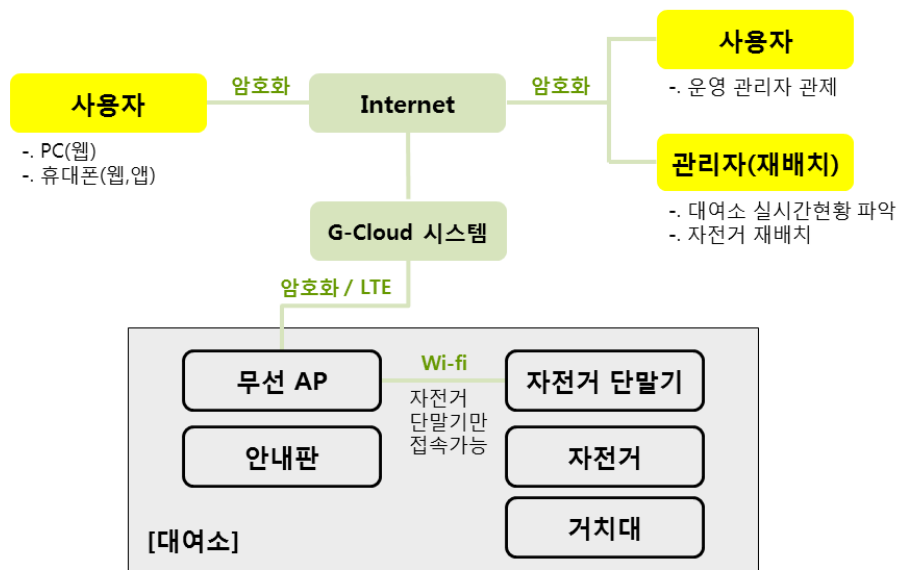 사용자
-. PC(웹)
-. 휴대폰(웹,앱)
암호화
Internet
암호화
사용자
-. 운영 관리자 관제
관리자(재배치)
-. 대여소 실시간현황 파악
-. 자전거 재배치
G-Cloud 시스템
암호화 / LTE
무선 AP
Wi-fi
자전거
단말기만
접속가능
자전거 단말기
안내판
자전거
거치대
[대여소]